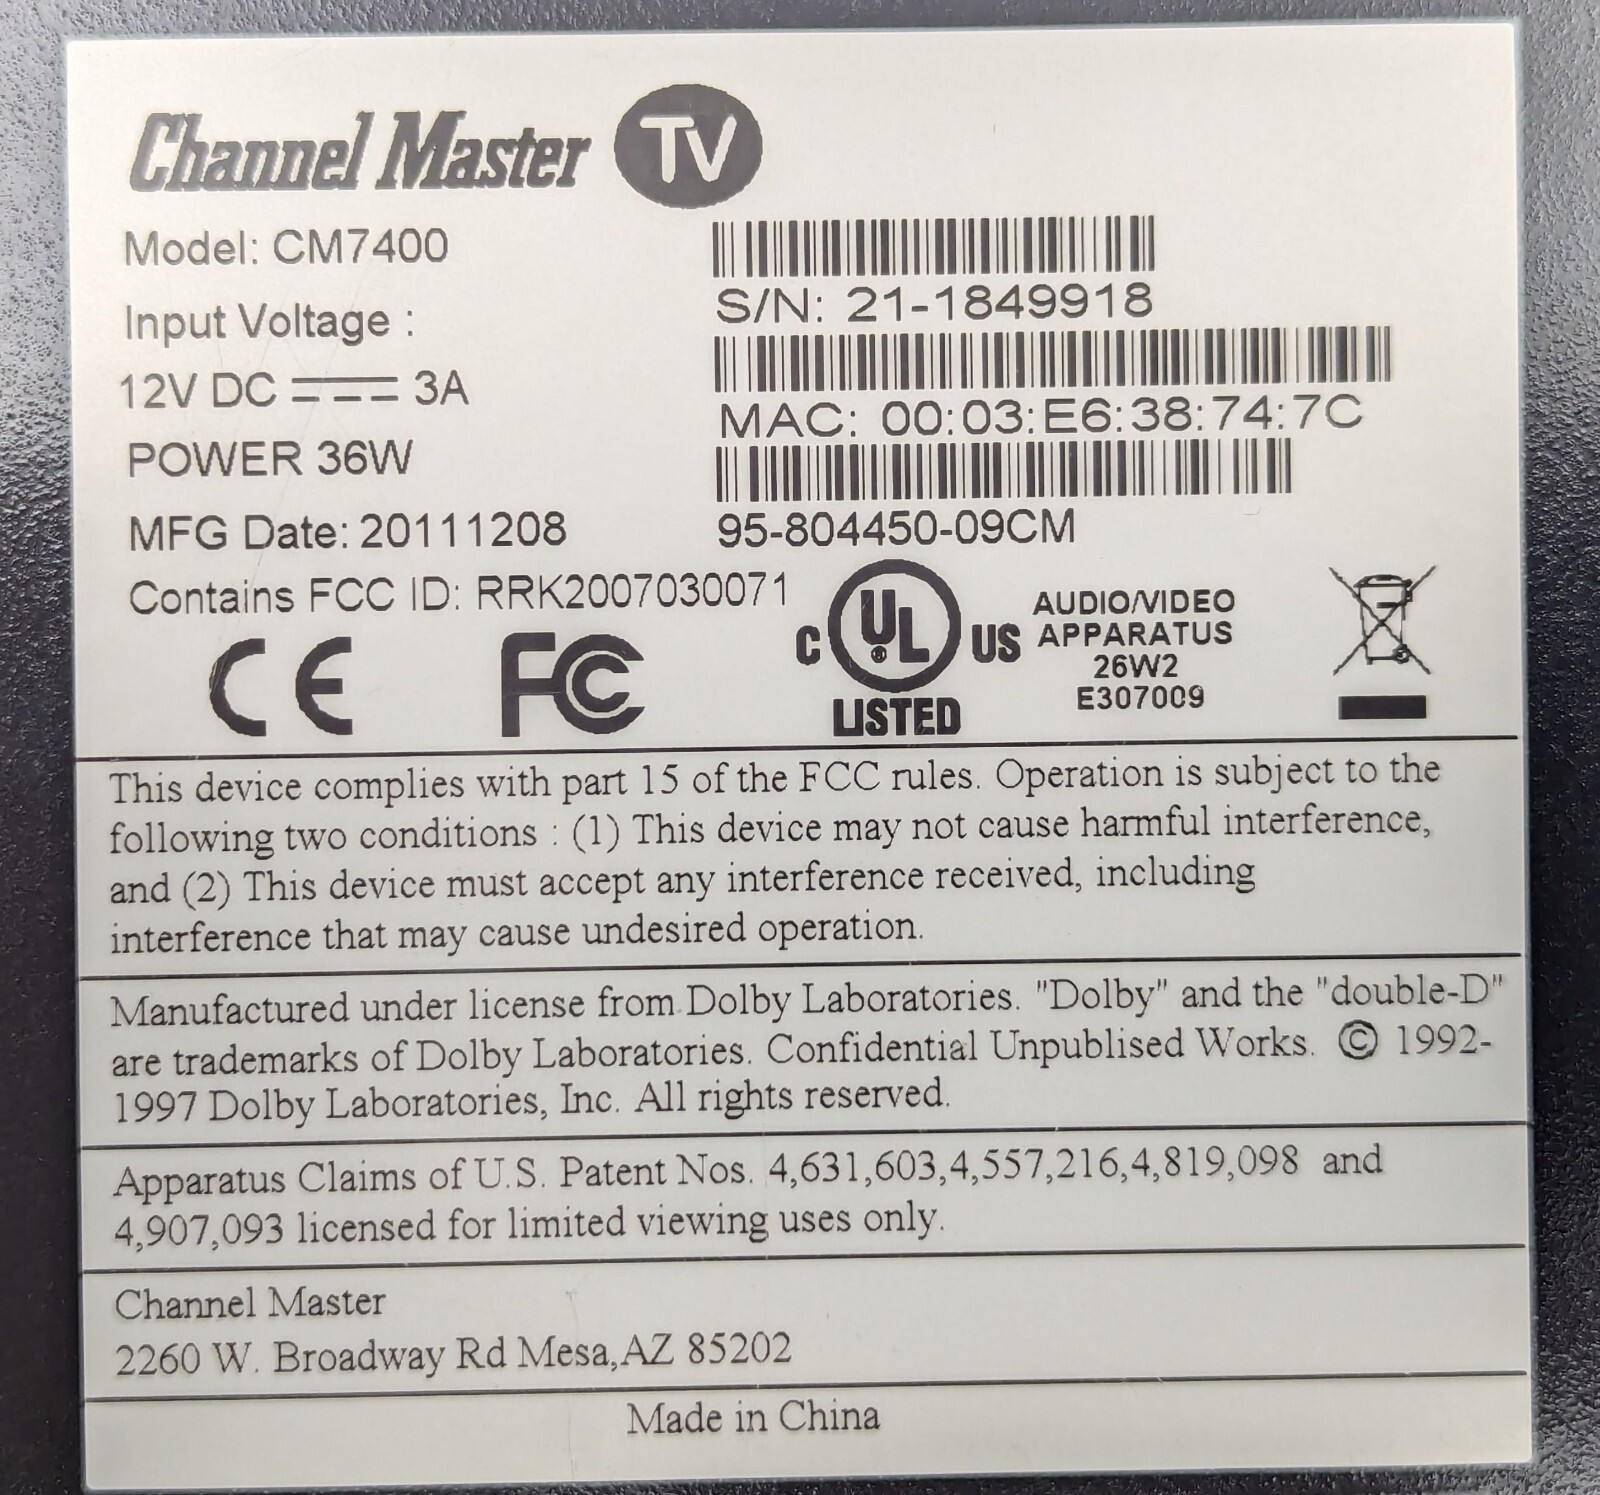 Channel Master TV
Model: CM7400
Input Voltage :
12V DC 3A
POWER 36W
MFG Date: 20111208
Contains FCC ID: RRK2007030071
S/N: 21-1849918
MAC: 00:03:E6:38:74:7C
95-804450-09CM
CE
FC
C UL ® US
LISTED
AUDIO/VIDEO
APPARATUS
26W2
E307009
This device complies with part 15 of the FCC rules. Operation is subject to the
following two conditions : (1) This device may not cause harmful interference,
and (2) This device must accept any interference received, including
interference that may cause undesired operation.
Manufactured under license from Dolby Laboratories. "Dolby" and the "double-D"
are trademarks of Dolby Laboratories. Confidential Unpublised Works. © 1992-
1997 Dolby Laboratories, Inc. All rights reserved.
Apparatus Claims of U.S. Patent Nos. 4,631,603,4,557,216,4,819,098 and
4,907,093 licensed for limited viewing uses only.
Channel Master
2260 W. Broadway Rd Mesa,AZ 85202
Made in China